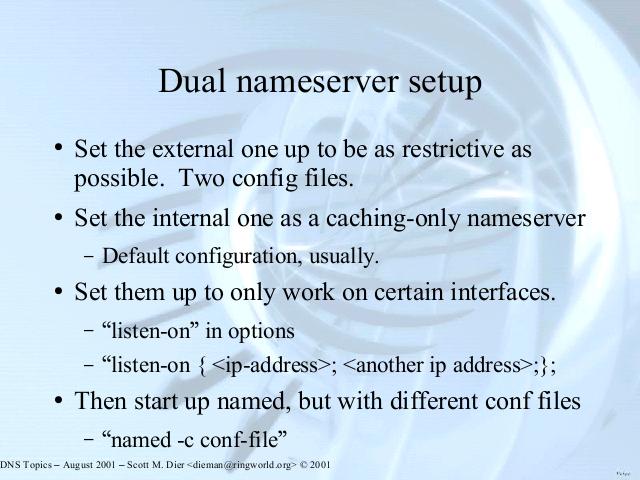 Dual nameserver setup
• Set the external one up to be as restrictive as
possible.  Two config files.
• Set the internal one as a caching-only nameserver
– Default configuration, usually.
• Set them up to only work on certain interfaces.
– “listen-on” in options
– “listen-on { <ip-address>; <another ip address>;};
• Then start up named, but with different conf files
– “named -c conf-file”
DNS Topics – August 2001 – Scott M. Dier <dieman@ringworld.org> © 2001